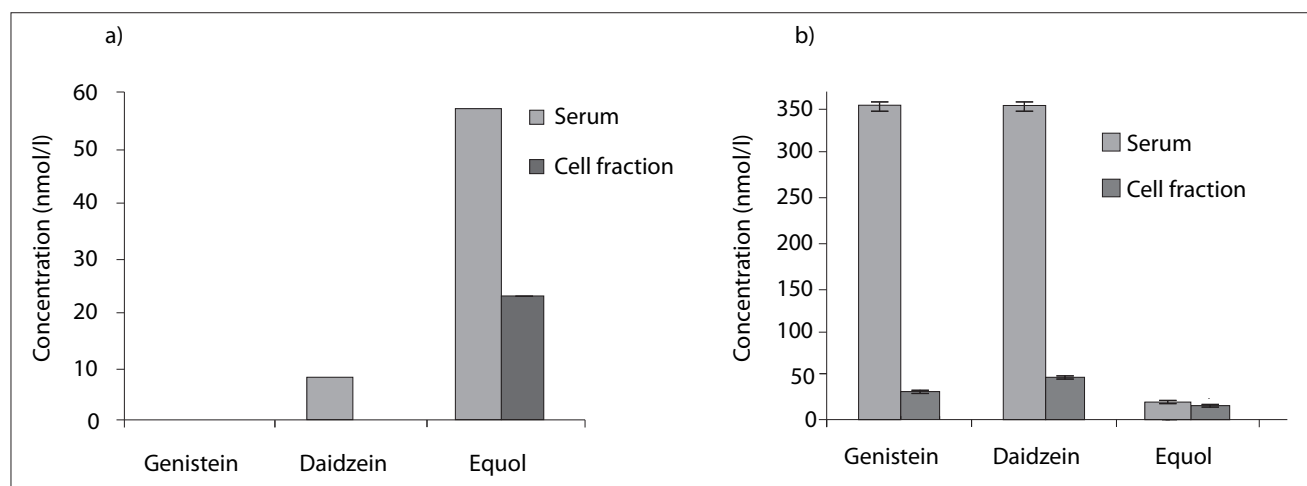 a)
Concentration (nmol/l)
60
50
40
30
20
10
0
Serum
Cell fraction
Genistein
Daidzein
Equol
b)
Concentration (nmol/l)
350
300
250
200
150
100
50
0
Serum
Cell fraction
Genistein
Daidzein
Equol